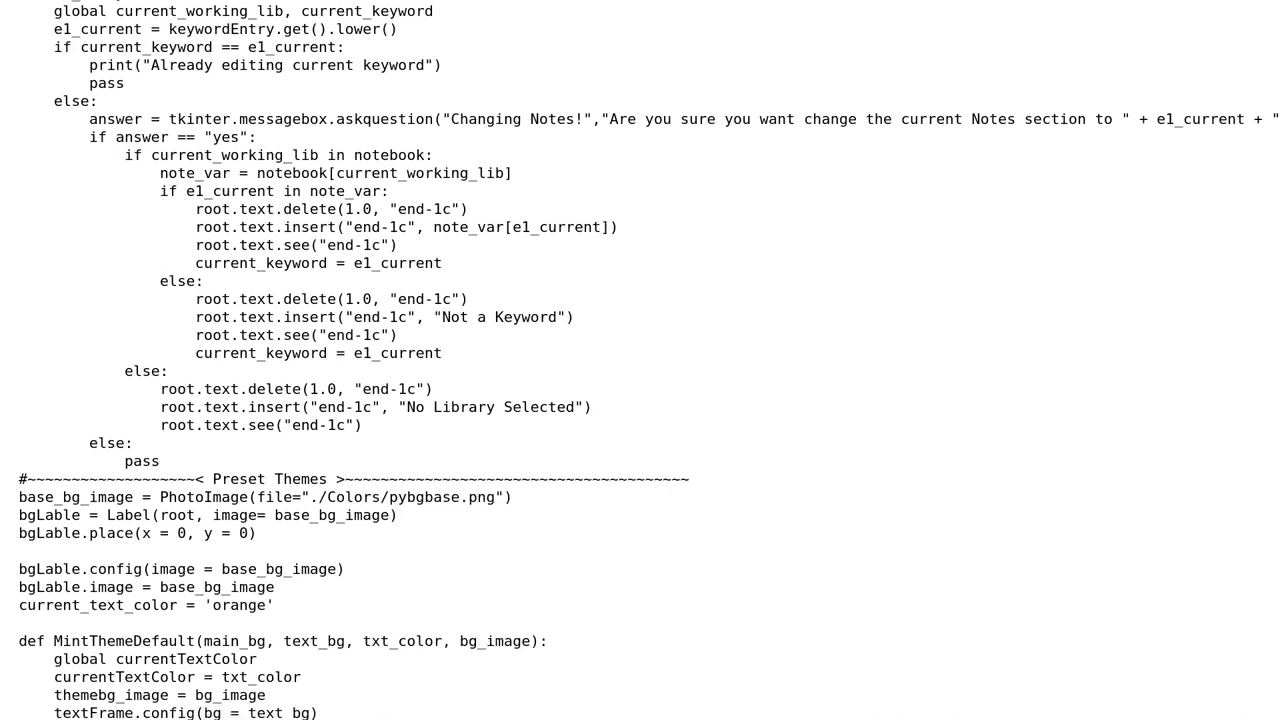 global current_working_lib, current_keyword
    e1_current = keywordEntry.get().lower()
    if current_keyword == e1_current:
        print("Already editing current keyword")
        pass
    else:
        answer = tkinter.messagebox.askquestion("Changing Notes!","Are you sure you want change the current Notes section to " + e1_current + "
        if answer == "yes":
            if current_working_lib in notebook:
                note_var = notebook[current_working_lib]
                if e1_current in note_var:
                    root.text.delete(1.0, "end-1c")
                    root.text.insert("end-1c", note_var[e1_current])
                    root.text.see("end-1c")
                    current_keyword = e1_current
                else:
                    root.text.delete(1.0, "end-1c")
                    root.text.insert("end-1c", "Not a Keyword")
                    root.text.see("end-1c")
                    current_keyword = e1_current
            else:
                root.text.delete(1.0, "end-1c")
                root.text.insert("end-1c", "No Library Selected")
                root.text.see("end-1c")
        else:
            pass
#~~~~~~~~~~~~~~~~~~~< Preset Themes >~~~~~~~~~~~~~~~~~~~~~~~~~~~~~~~~~~~~~~~
base_bg_image = PhotoImage(file="./Colors/pybgbase.png")
bgLable = Label(root, image= base_bg_image)
bgLable.place(x = 0, y = 0)

bgLable.config(image = base_bg_image)
bgLable.image = base_bg_image
current_text_color = 'orange'

def MintThemeDefault(main_bg, text_bg, txt_color, bg_image):
    global currentTextColor
    currentTextColor = txt_color
    themebg_image = bg_image
    textFrame.config(bg = text_bg)